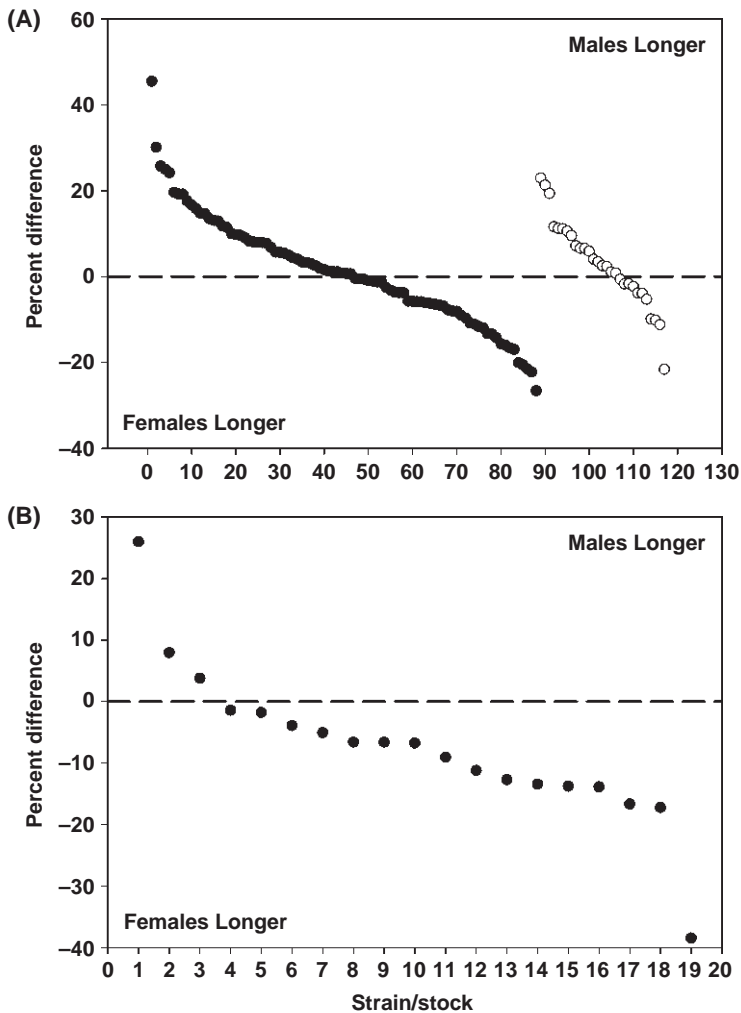 (A)
60
40
20
0
–20
–40
Percent difference
Males Longer
Females Longer
0 10 20 30 40 50 60 70 80 90 100 110 120 130
(B)
30
20
10
0
–10
–20
–30
–40
Percent difference
Males Longer
Females Longer
0 1 2 3 4 5 6 7 8 9 10 11 12 13 14 15 16 17 18 19 20
Strain/stock